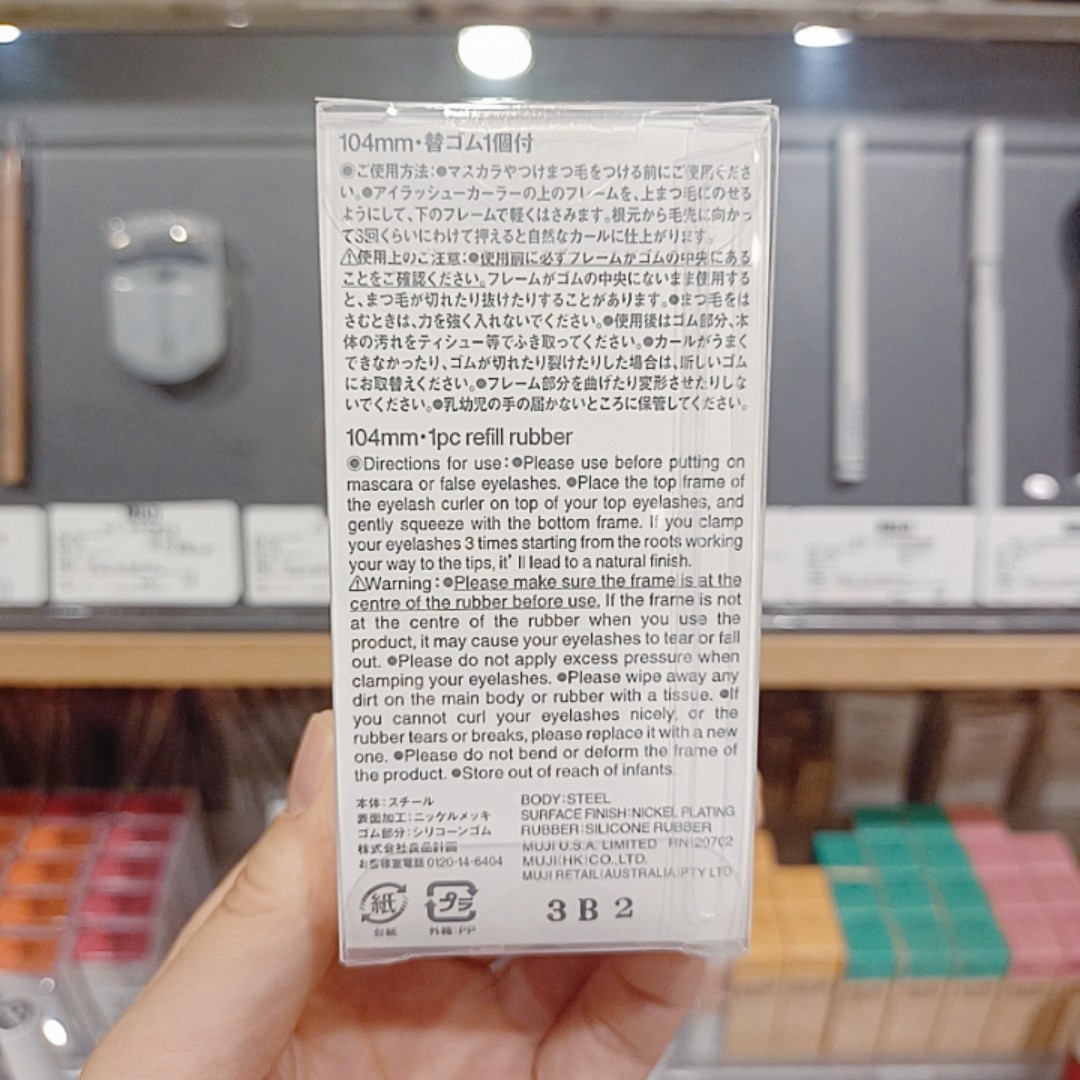 104mm・替ゴム1個付
◉ご使用方法:●マスカラやつけまつ毛をつける前にご使用くださ
い。●アイラッシュカーラーの上のフレームを、上まつ毛にのせる
ようにして、下のフレームで軽くはさみます。根元から毛先に向かっ
て3回くらいにわけて押えると自然なカールに仕上がります。
⚠使用上のご注意:●使用前に必ずフレームがゴムの中央にある
ことをご確認ください。フレームがゴムの中央にないまま使用する
と、まつ毛が切れたり抜けたりすることがあります。●まつ毛をは
さむときは、力を強く入れないでください。●使用後はゴム部分、本
体の汚れをティシュー等でふき取ってください。●カールがうまく
できなかったり、ゴムが切れたり裂けたりした場合は、新しいゴム
にお取替えください。●フレーム部分を曲げたり変形させたりしな
いでください。●乳幼児の手の届かないところに保管してください。
104mm・1pc refill rubber
◉Directions for use:●Please use before putting on
mascara or false eyelashes. ●Place the top frame of
the eyelash curler on top of your top eyelashes, and
gently squeeze with the bottom frame. If you clamp
your eyelashes 3 times starting from the roots working
your way to the tips, it' ll lead to a natural finish.
⚠Warning:●Please make sure the frame is at the
centre of the rubber before use. If the frame is not
at the centre of the rubber when you use the
product, it may cause your eyelashes to tear or fall
out. ●Please do not apply excess pressure when
clamping your eyelashes. ●Please wipe away any
dirt on the main body or rubber with a tissue. ●If
you cannot curl your eyelashes nicely, or the
rubber tears or breaks, please replace it with a new
one. ●Please do not bend or deform the frame of
the product. ●Store out of reach of infants.
本体:スチール
表面加工:ニッケルメッキ
ゴム部分:シリコーンゴム
株式会社良品計画
お客様室電話 0120-14-6404
BODY:STEEL
SURFACE FINISH:NICKEL PLATING
RUBBER:SILICONE RUBBER
MUJI U.S.A. LIMITED RN 20702
MUJI(HK)CO.,LTD.
MUJI RETAIL(AUSTRALIA)PTY LTD
紙
台紙
プラ
外箱:PP
3 B 2